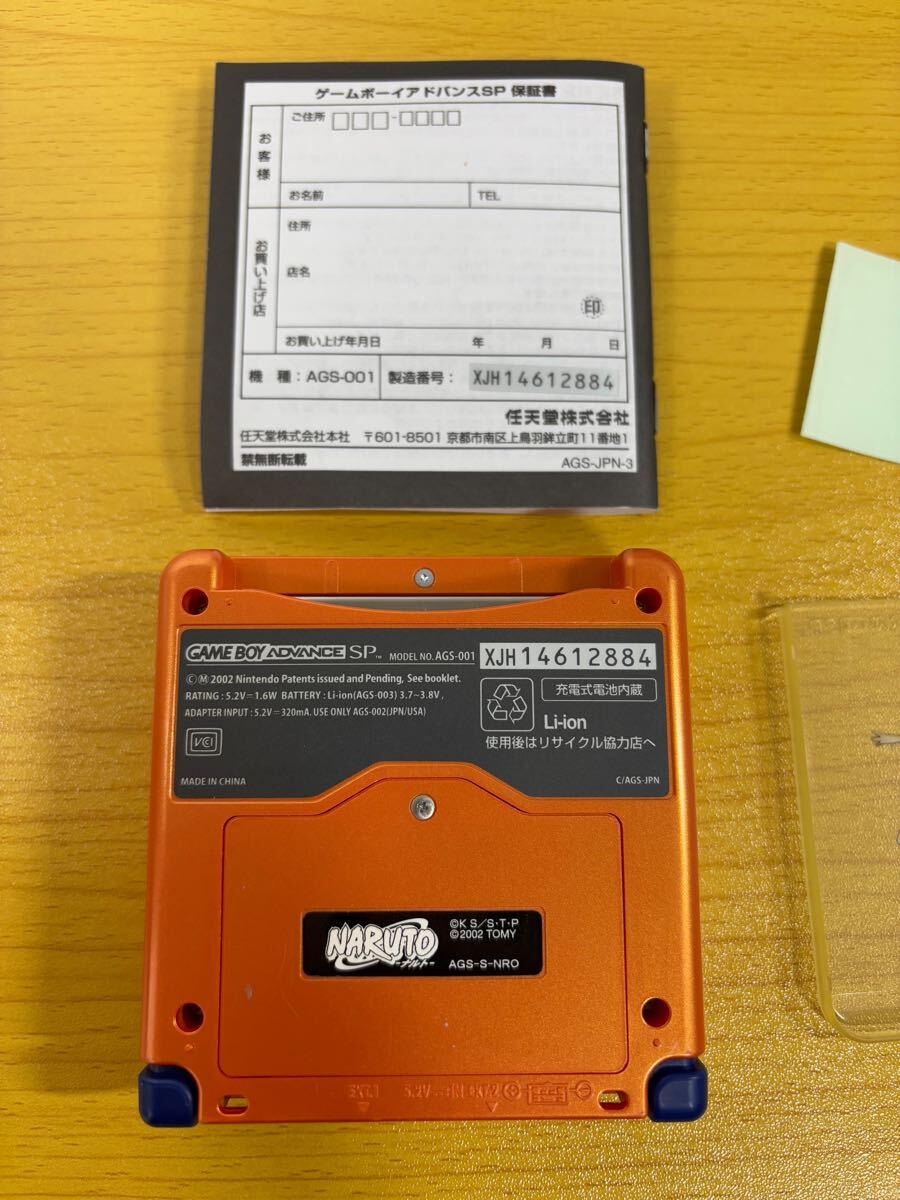 ゲームボーイアドバンスSP 保証書
お客様
ご住所
お名前
TEL
お買い上げ店
住所
店名
印
お買い上げ年月日 年 月 日
機 種：AGS-001 製造番号： XJH14612884
任天堂株式会社
任天堂株式会社本社 〒601-8501 京都市南区上鳥羽鉾立町11番地1
禁無断転載 AGS-JPN-3
GAME BOY ADVANCE SP™ MODEL NO. AGS-001 XJH14612884
©Ⓜ 2002 Nintendo Patents issued and Pending, See booklet.
RATING : 5.2V⎓1.6W BATTERY : Li-ion(AGS-003) 3.7~3.8V ,
ADAPTER INPUT : 5.2V⎓320mA. USE ONLY AGS-002(JPN/USA)
充電式電池内蔵
Li-ion
使用後はリサイクル協力店へ
VCI
MADE IN CHINA C/AGS-JPN
NARUTO
-ナルト-
©K S/S･T･P
©2002 TOMY
AGS-S-NRO
EXT.1 5.2V⎓IN EXT.2